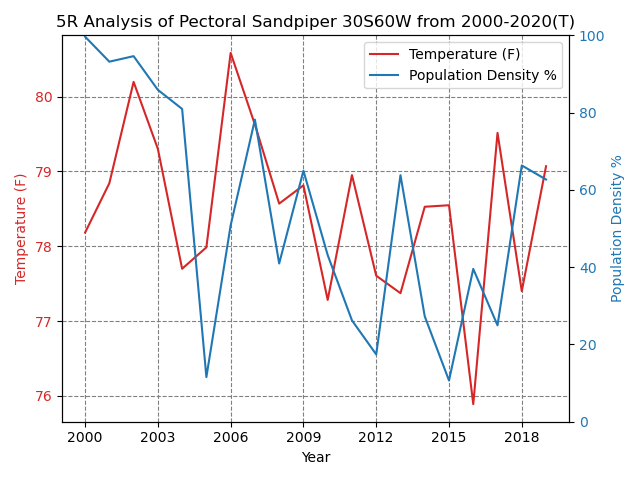 5R Analysis of Pectoral Sandpiper 30S60W from 2000-2020(T)
Temperature (F)
Population Density %
80
79
78
77
76
Temperature (F)
100
80
60
40
20
0
Population Density %
2000 2003 2006 2009 2012 2015 2018
Year